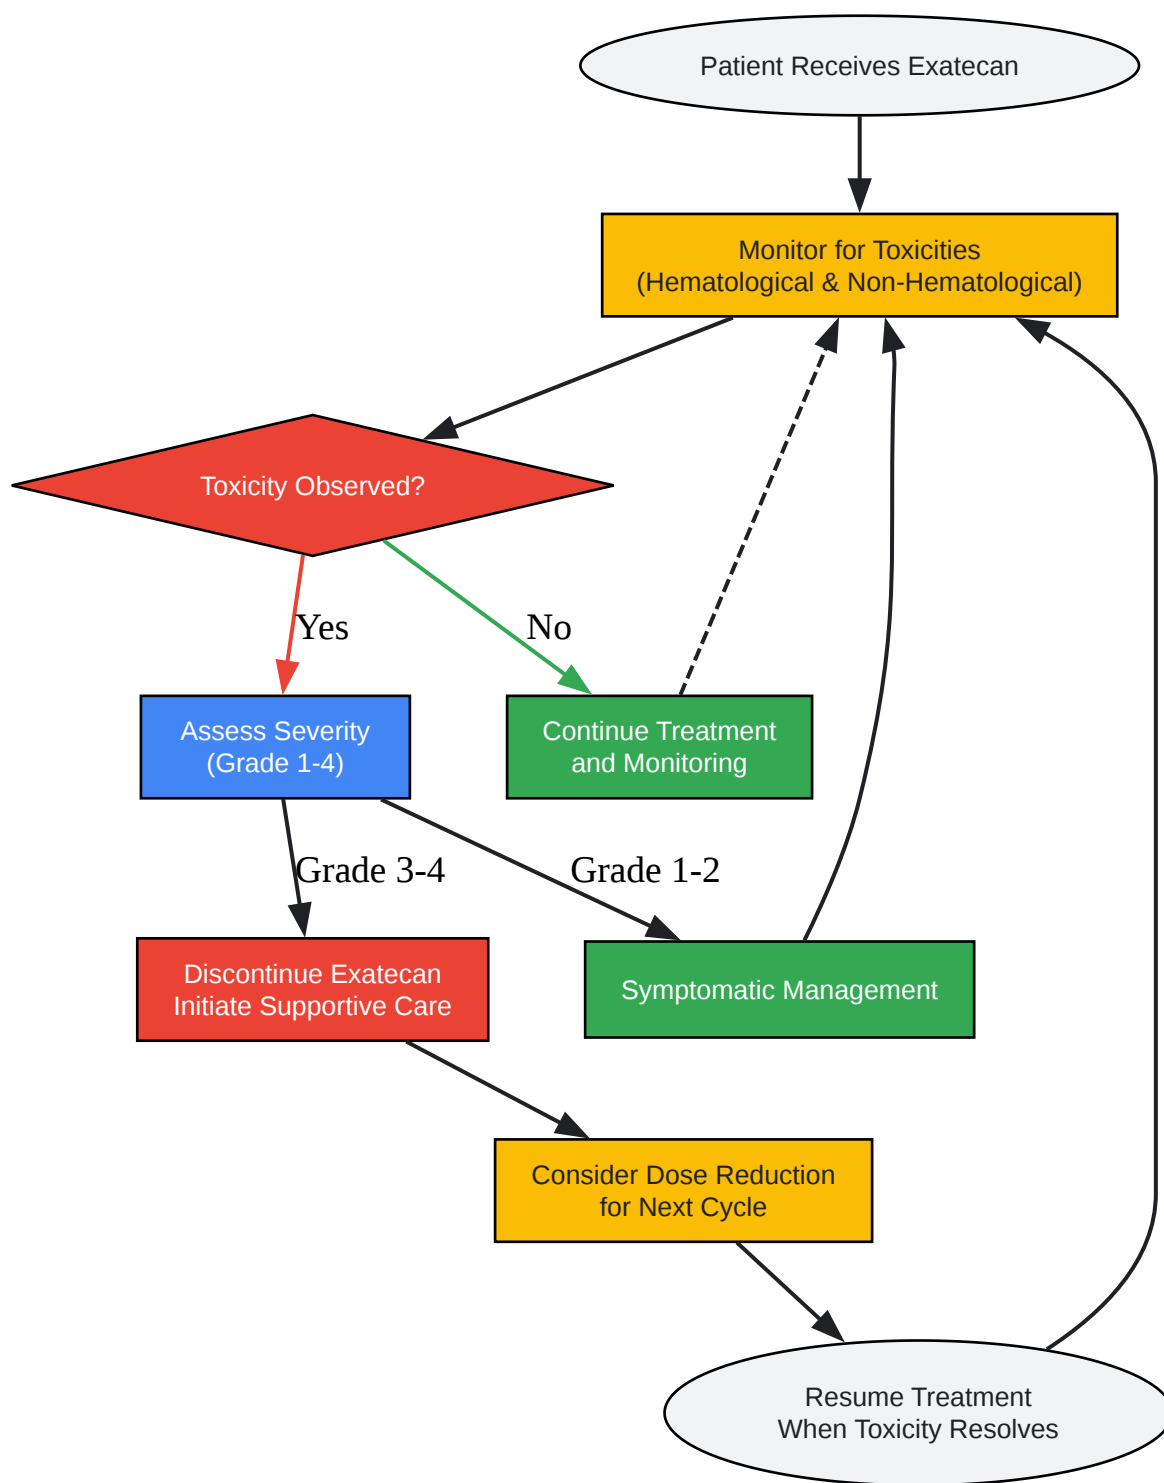 Patient Receives Exatecan
Monitor for Toxicities
(Hematological & Non-Hematological)
Toxicity Observed?
Yes
No
Assess Severity
(Grade 1-4)
Continue Treatment
and Monitoring
Grade 3-4
Grade 1-2
Discontinue Exatecan
Initiate Supportive Care
Symptomatic Management
Consider Dose Reduction
for Next Cycle
Resume Treatment
When Toxicity Resolves